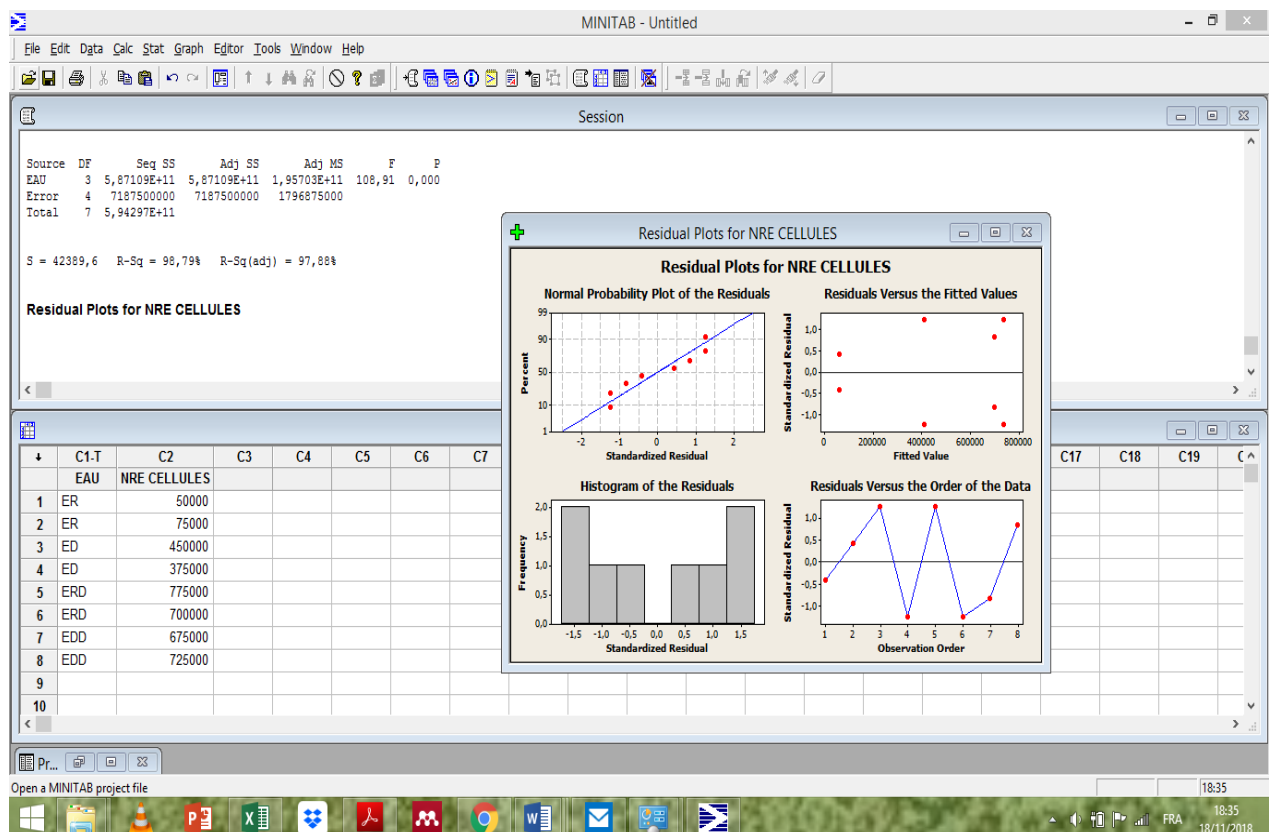 MINITAB - Untitled
File Edit Data Calc Stat Graph Editor Tools Window Help
Session
Source DF Seq SS Adj SS Adj MS F P
EAU 3 5,87109E+11 5,87109E+11 1,95703E+11 108,91 0,000
Error 4 7187500000 7187500000 1796875000
Total 7 5,94297E+11
S = 42389,6 R-Sq = 98,79% R-Sq(adj) = 97,88%
Residual Plots for NRE CELLULES
Residual Plots for NRE CELLULES
Residual Plots for NRE CELLULES
Normal Probability Plot of the Residuals
99
90
50
10
1
Percent
-2 -1 0 1 2
Standardized Residual
Residuals Versus the Fitted Values
1,0
0,5
0,0
-0,5
-1,0
Standardized Residual
0 200000 400000 600000 800000
Fitted Value
Histogram of the Residuals
2,0
1,5
1,0
0,5
0,0
Frequency
-1,5 -1,0 -0,5 0,0 0,5 1,0 1,5
Standardized Residual
Residuals Versus the Order of the Data
1,0
0,5
0,0
-0,5
-1,0
Standardized Residual
1 2 3 4 5 6 7 8
Observation Order
C1-T C2 C3 C4 C5 C6 C7 C17 C18 C19
EAU NRE CELLULES
1 ER 50000
2 ER 75000
3 ED 450000
4 ED 375000
5 ERD 775000
6 ERD 700000
7 EDD 675000
8 EDD 725000
9
10
Pr...
Open a MINITAB project file
18:35
FRA
18:35
18/11/2018